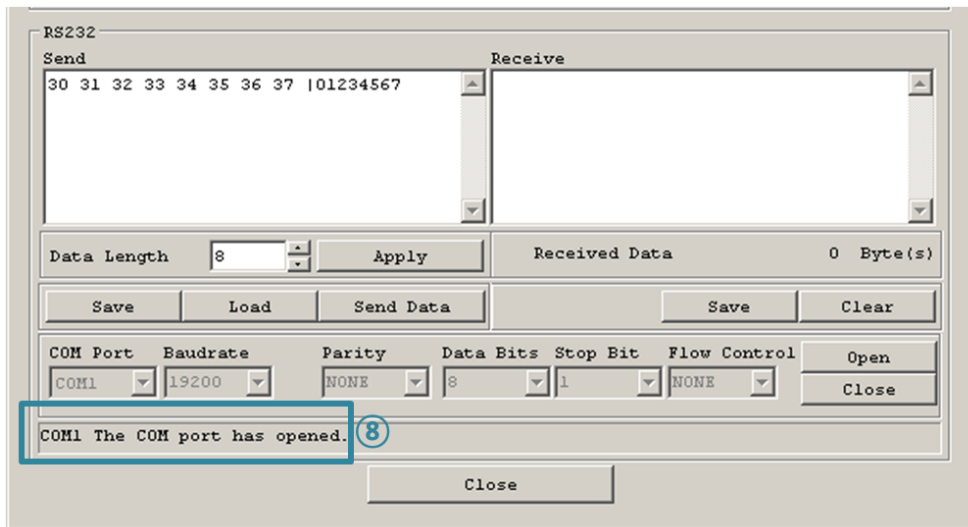 RS232
Send Receive
30 31 32 33 34 35 36 37 |01234567
Data Length 8 Apply Received Data 0 Byte(s)
Save Load Send Data Save Clear
COM Port Baudrate Parity Data Bits Stop Bit Flow Control Open
COM1 19200 NONE 8 1 NONE Close
COM1 The COM port has opened. ⑧
Close